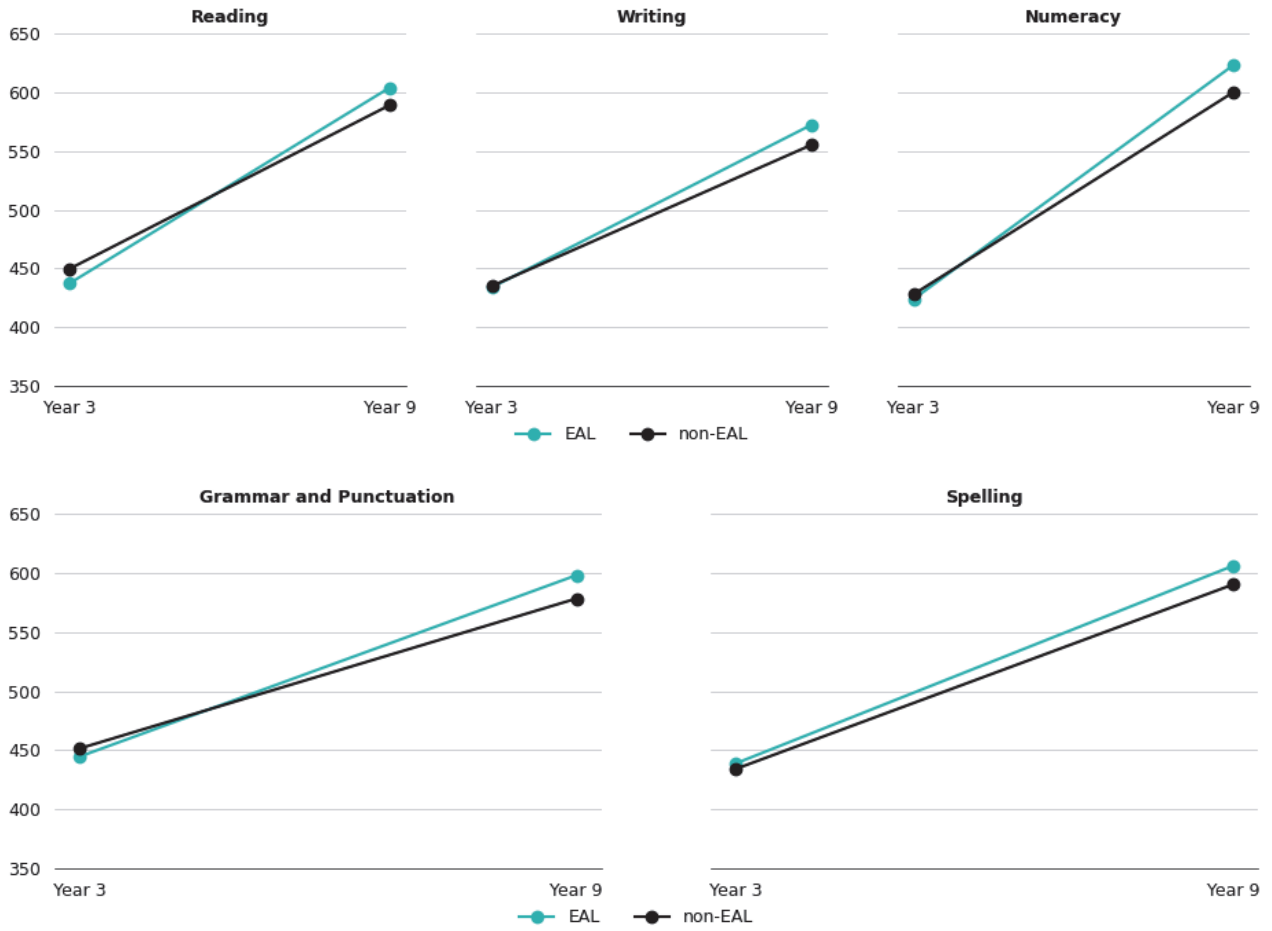 Reading Writing Numeracy
650
600
550
500
450
400
350
Year 3 Year 9 Year 3 Year 9 Year 3 Year 9
EAL non-EAL
Grammar and Punctuation Spelling
650
600
550
500
450
400
350
Year 3 Year 9 Year 3 Year 9
EAL non-EAL